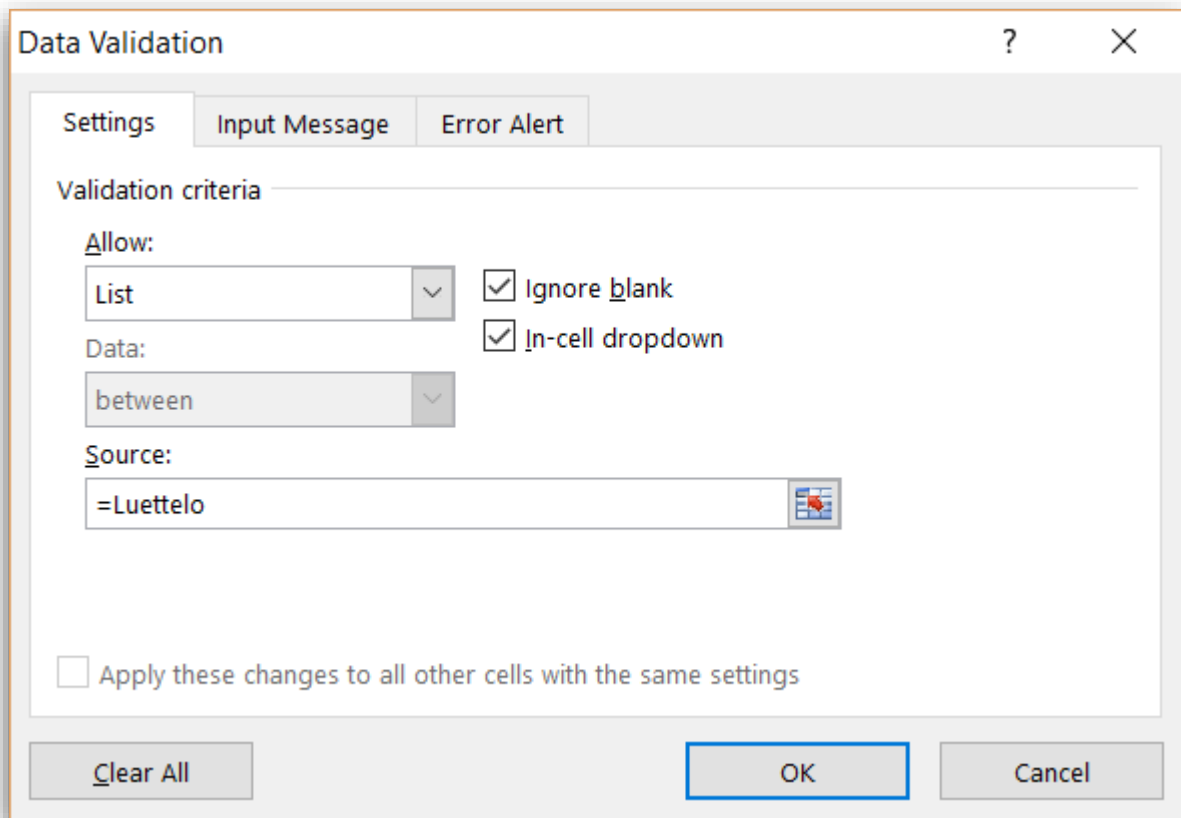 Data Validation ?
Settings Input Message Error Alert
Validation criteria
Allow:
List
Ignore blank
In-cell dropdown
Data:
between
Source:
=Luettelo
Apply these changes to all other cells with the same settings
Clear All OK Cancel